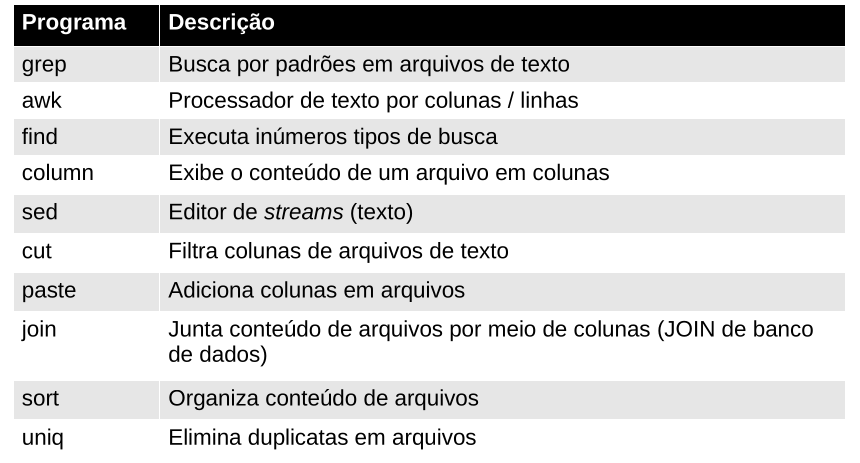 Programa Descrição
grep Busca por padrões em arquivos de texto
awk Processador de texto por colunas / linhas
find Executa inúmeros tipos de busca
column Exibe o conteúdo de um arquivo em colunas
sed Editor de streams (texto)
cut Filtra colunas de arquivos de texto
paste Adiciona colunas em arquivos
join Junta conteúdo de arquivos por meio de colunas (JOIN de banco
de dados)
sort Organiza conteúdo de arquivos
uniq Elimina duplicatas em arquivos